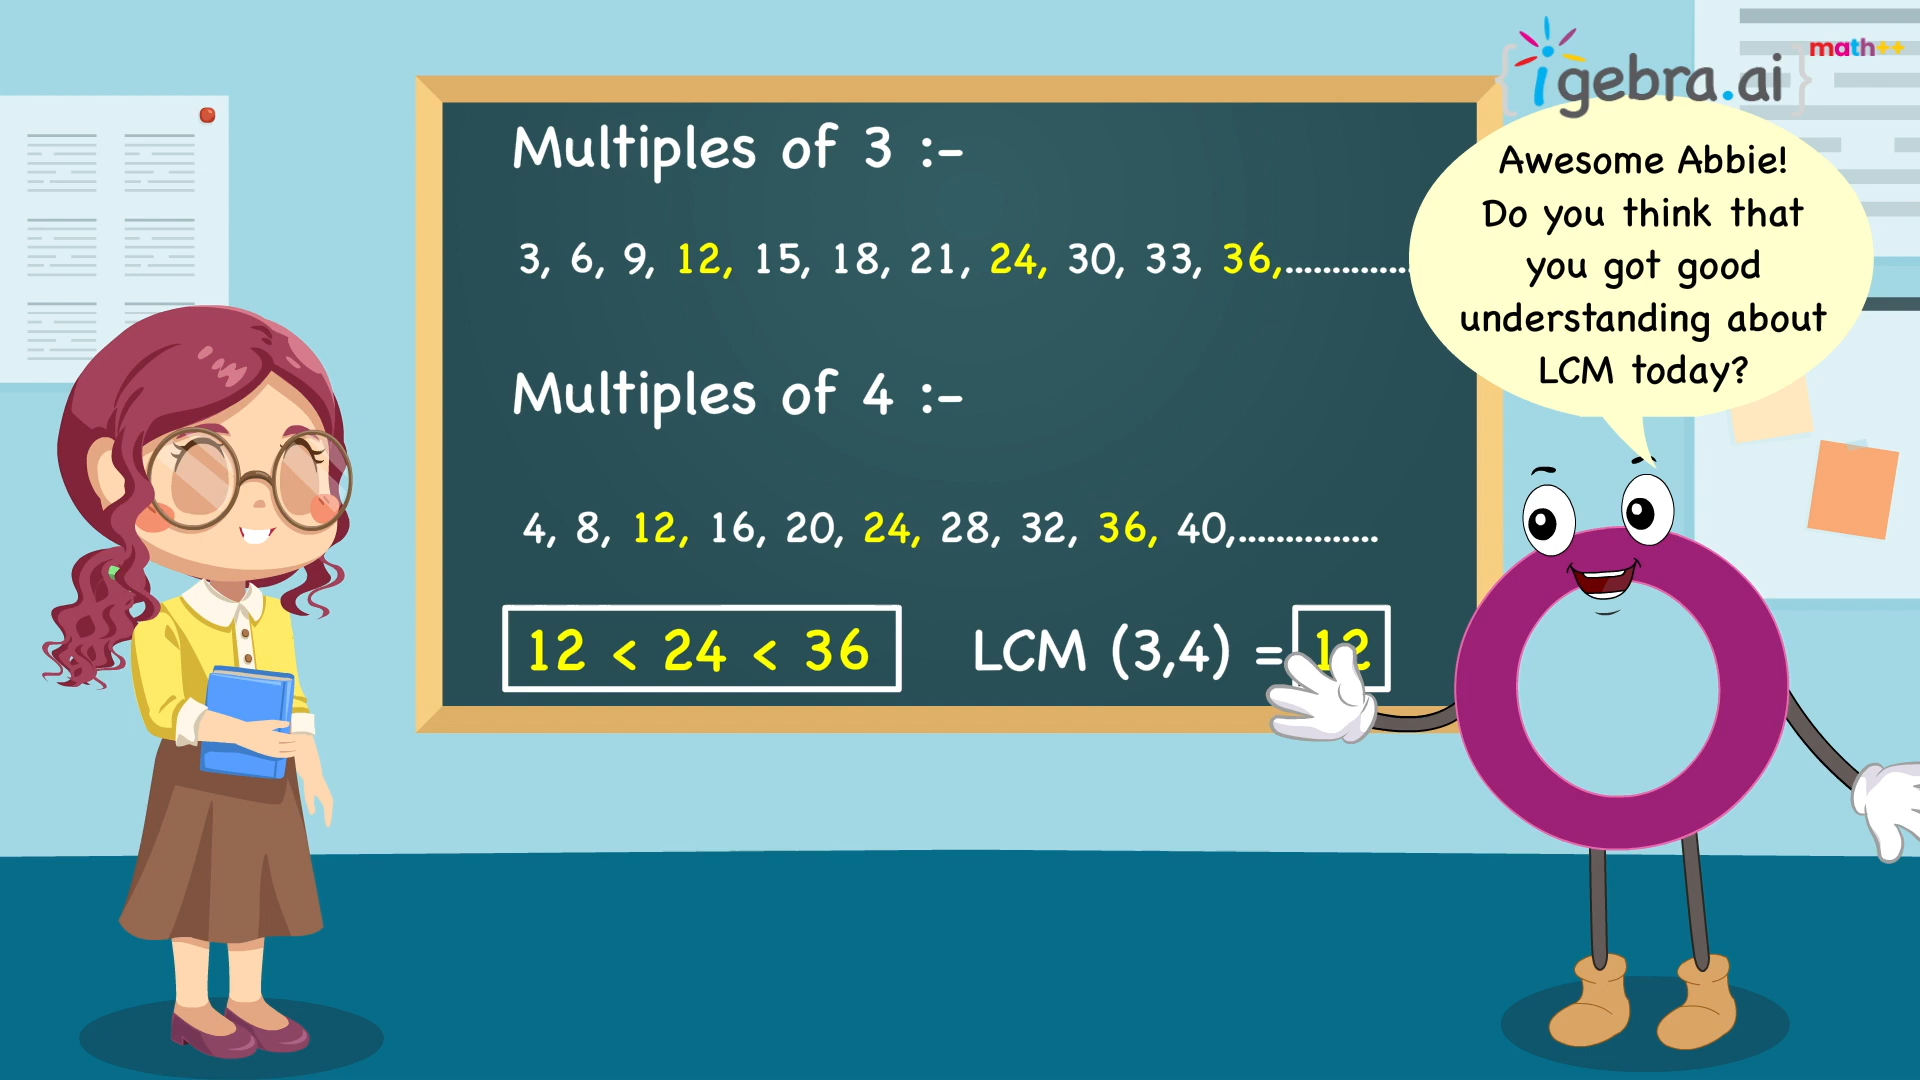 math++
igebra.ai
Multiples of 3 :-
3, 6, 9, 12, 15, 18, 21, 24, 30, 33, 36,..............
Multiples of 4 :-
4, 8, 12, 16, 20, 24, 28, 32, 36, 40,...............
12 < 24 < 36
LCM (3,4) = 12
Awesome Abbie!
Do you think that
you got good
understanding about
LCM today?